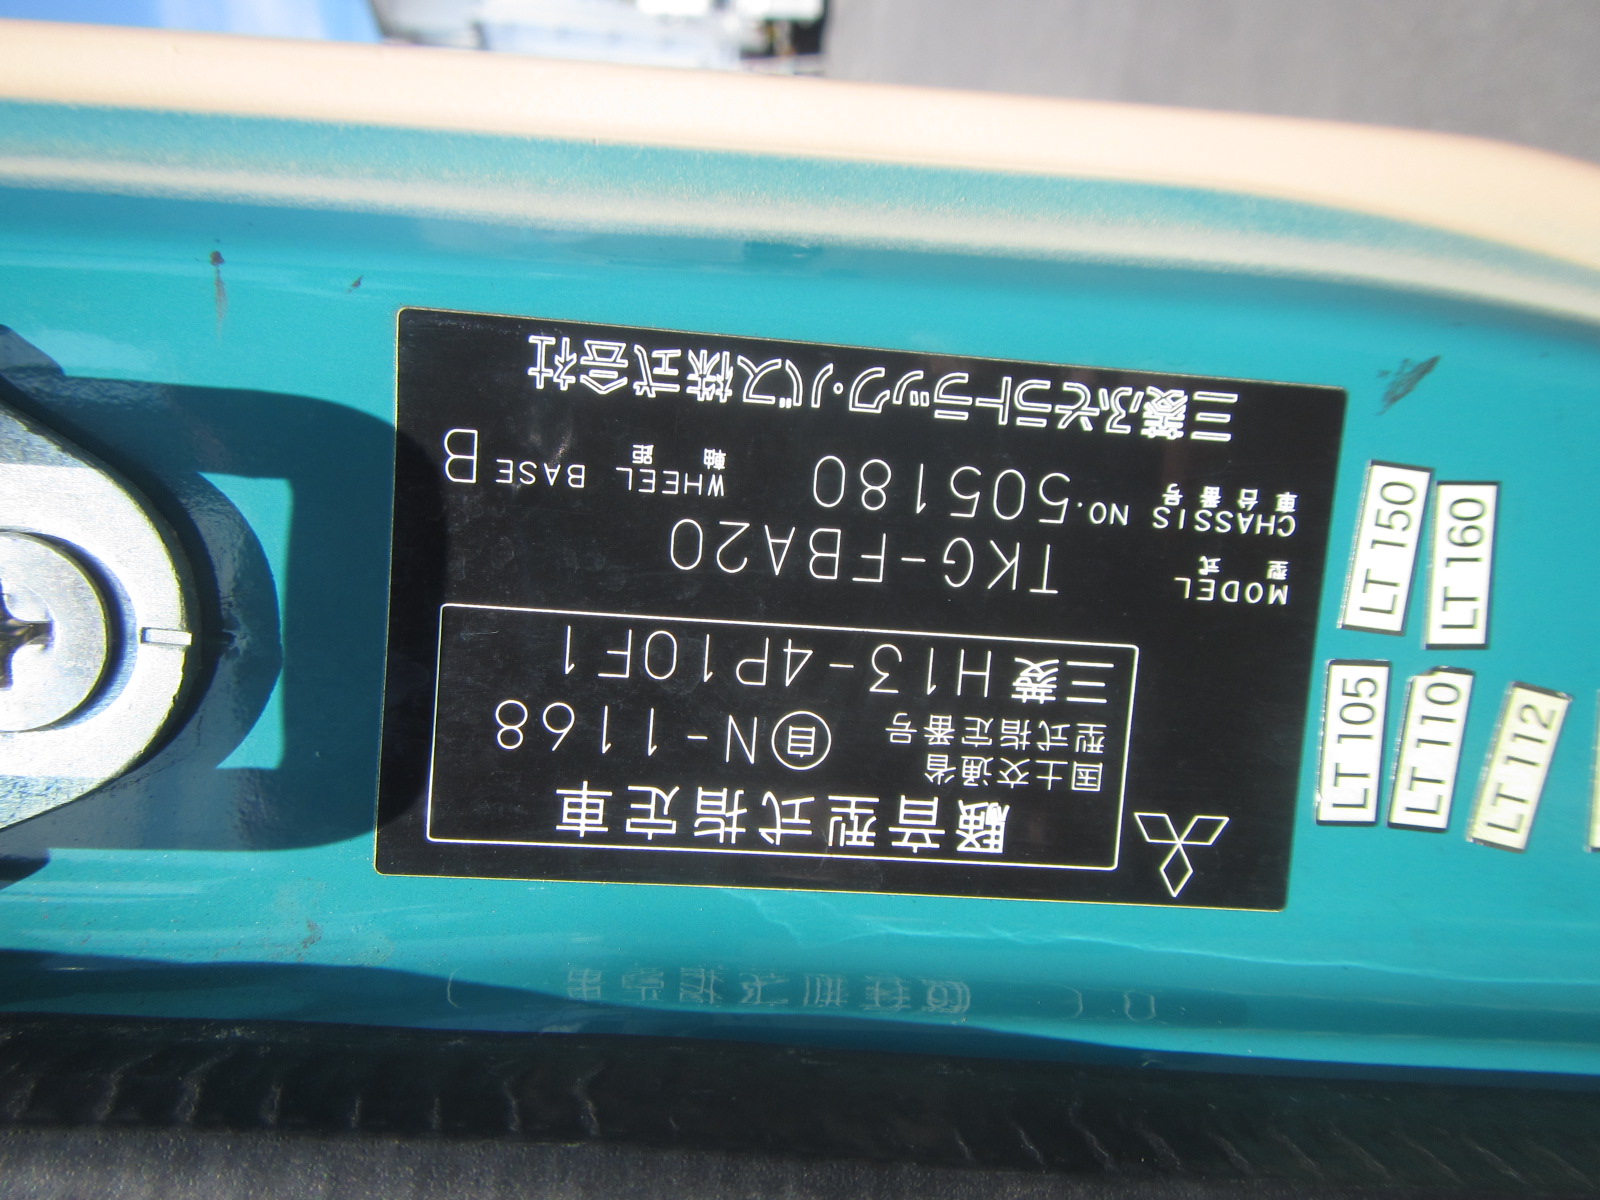 騒音型式指定車
国土交通省
型式指定番号
自N-1168
三菱 H13-4P10F1
MODEL
型式
TKG-FBA20
CHASSIS NO.
車台番号
505180
WHEEL BASE B
軸距
三菱ふそうトラック・バス株式会社
LT 150
LT 160
LT 105
LT 110
LT 112